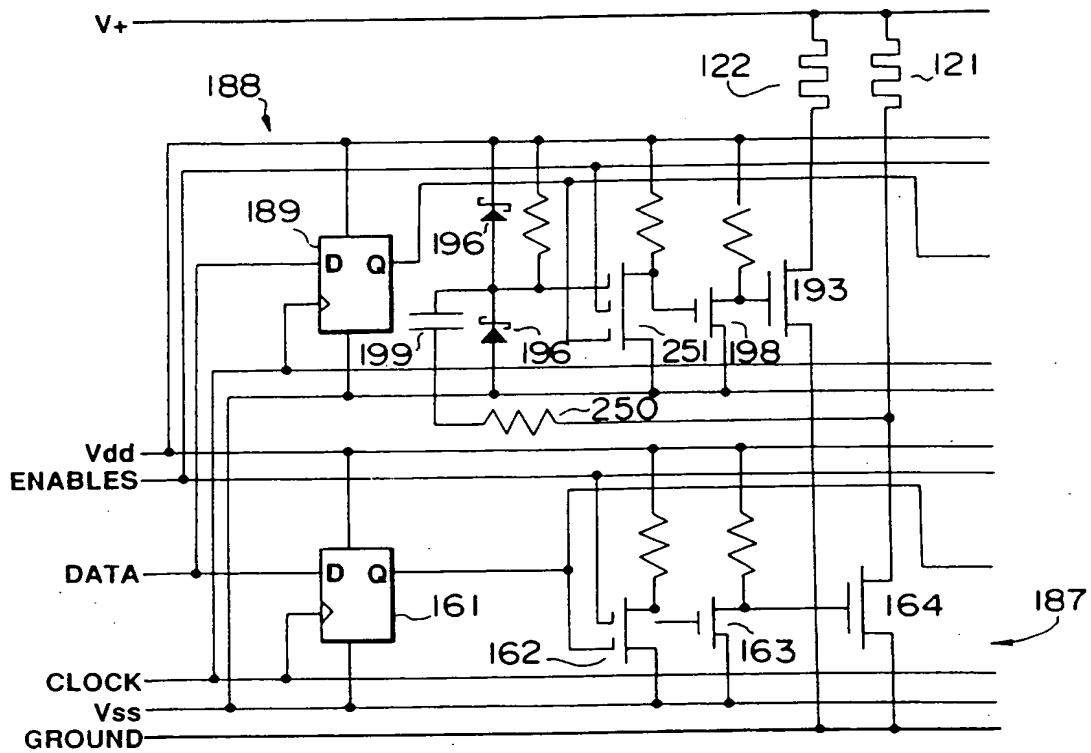 V+
122
121
188
189
D Q
196
193
199
196
251
198
250
Vdd
ENABLES
DATA
D Q
161
164
187
162
163
CLOCK
Vss
GROUND